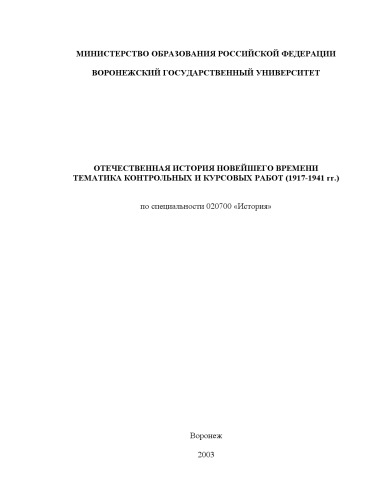 МИНИСТЕРСТВО ОБРАЗОВАНИЯ РОССИЙСКОЙ ФЕДЕРАЦИИ
ВОРОНЕЖСКИЙ ГОСУДАРСТВЕННЫЙ УНИВЕРСИТЕТ
ОТЕЧЕСТВЕННАЯ ИСТОРИЯ НОВЕЙШЕГО ВРЕМЕНИ
ТЕМАТИКА КОНТРОЛЬНЫХ И КУРСОВЫХ РАБОТ (1917-1941 гг.)
по специальности 020700 «История»
Воронеж
2003